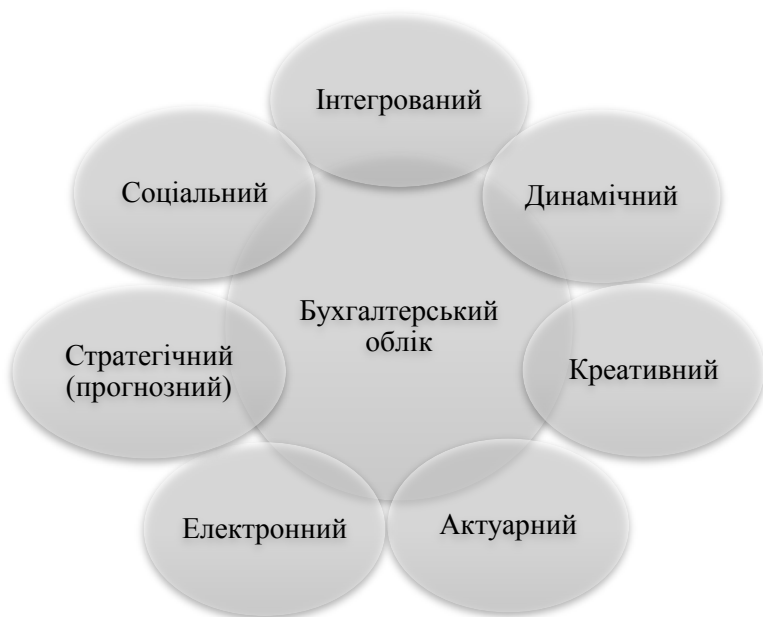 Інтегрований
Соціальний
Динамічний
Бухгалтерський
облік
Стратегічний
(прогнозний)
Креативний
Електронний
Актуарний